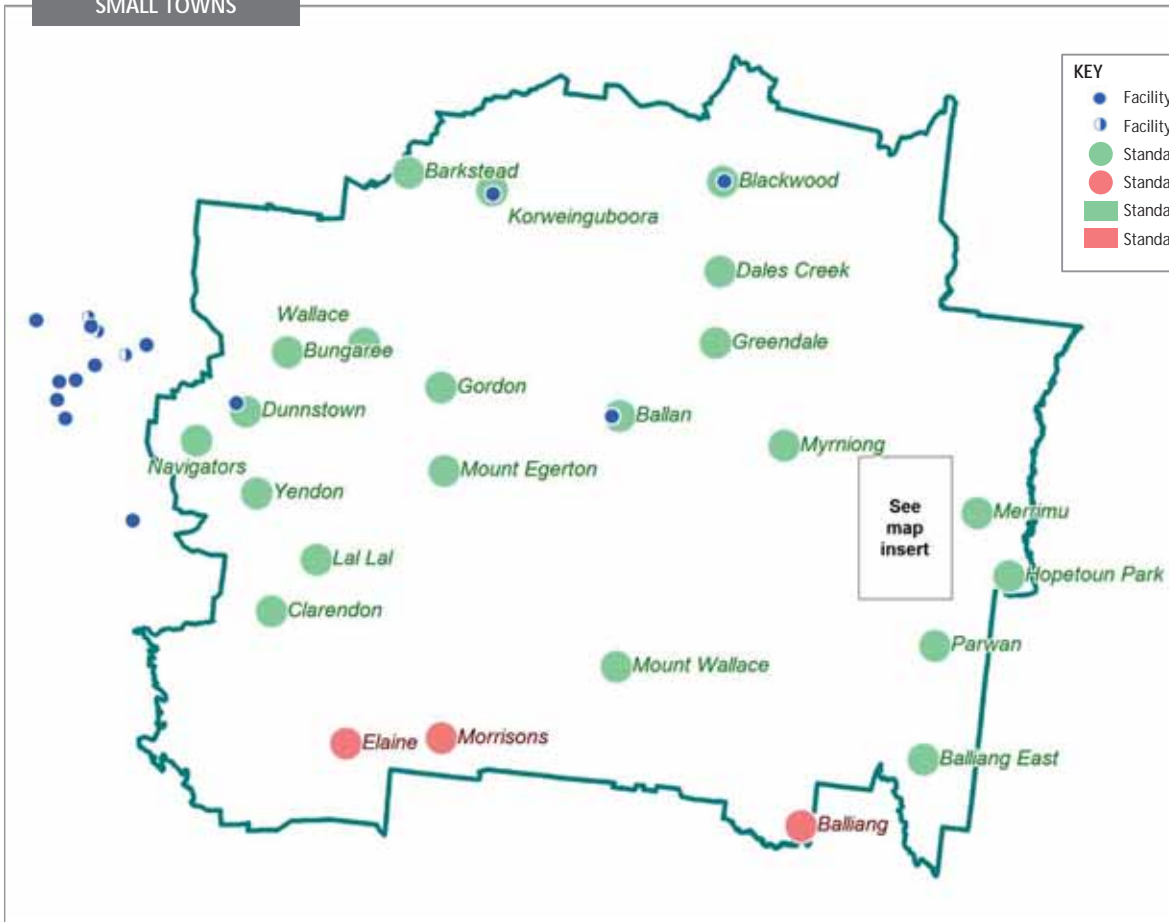 SMALL TOWNS
KEY
Facility
Facility
Standa
Standa
Standa
Standa
Barkstead
Korweinguboora
Blackwood
Dales Creek
Wallace
Bungaree
Greendale
Gordon
Dunnstown
Ballan
Navigators
Myrniong
Mount Egerton
Yendon
See
map
insert
Merrimu
Lal Lal
Hopetoun Park
Clarendon
Parwan
Mount Wallace
Elaine
Morrisons
Balliang East
Balliang